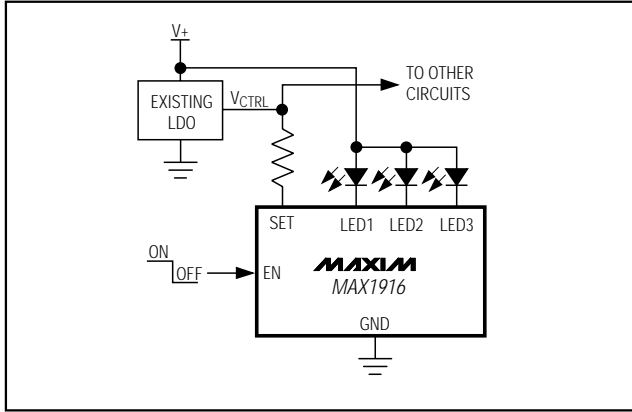 V+
TO OTHER
CIRCUITS
EXISTING
LDO
VCTRL
SET
LED1
LED2
LED3
ON
OFF
EN
MAXIM
MAX1916
GND